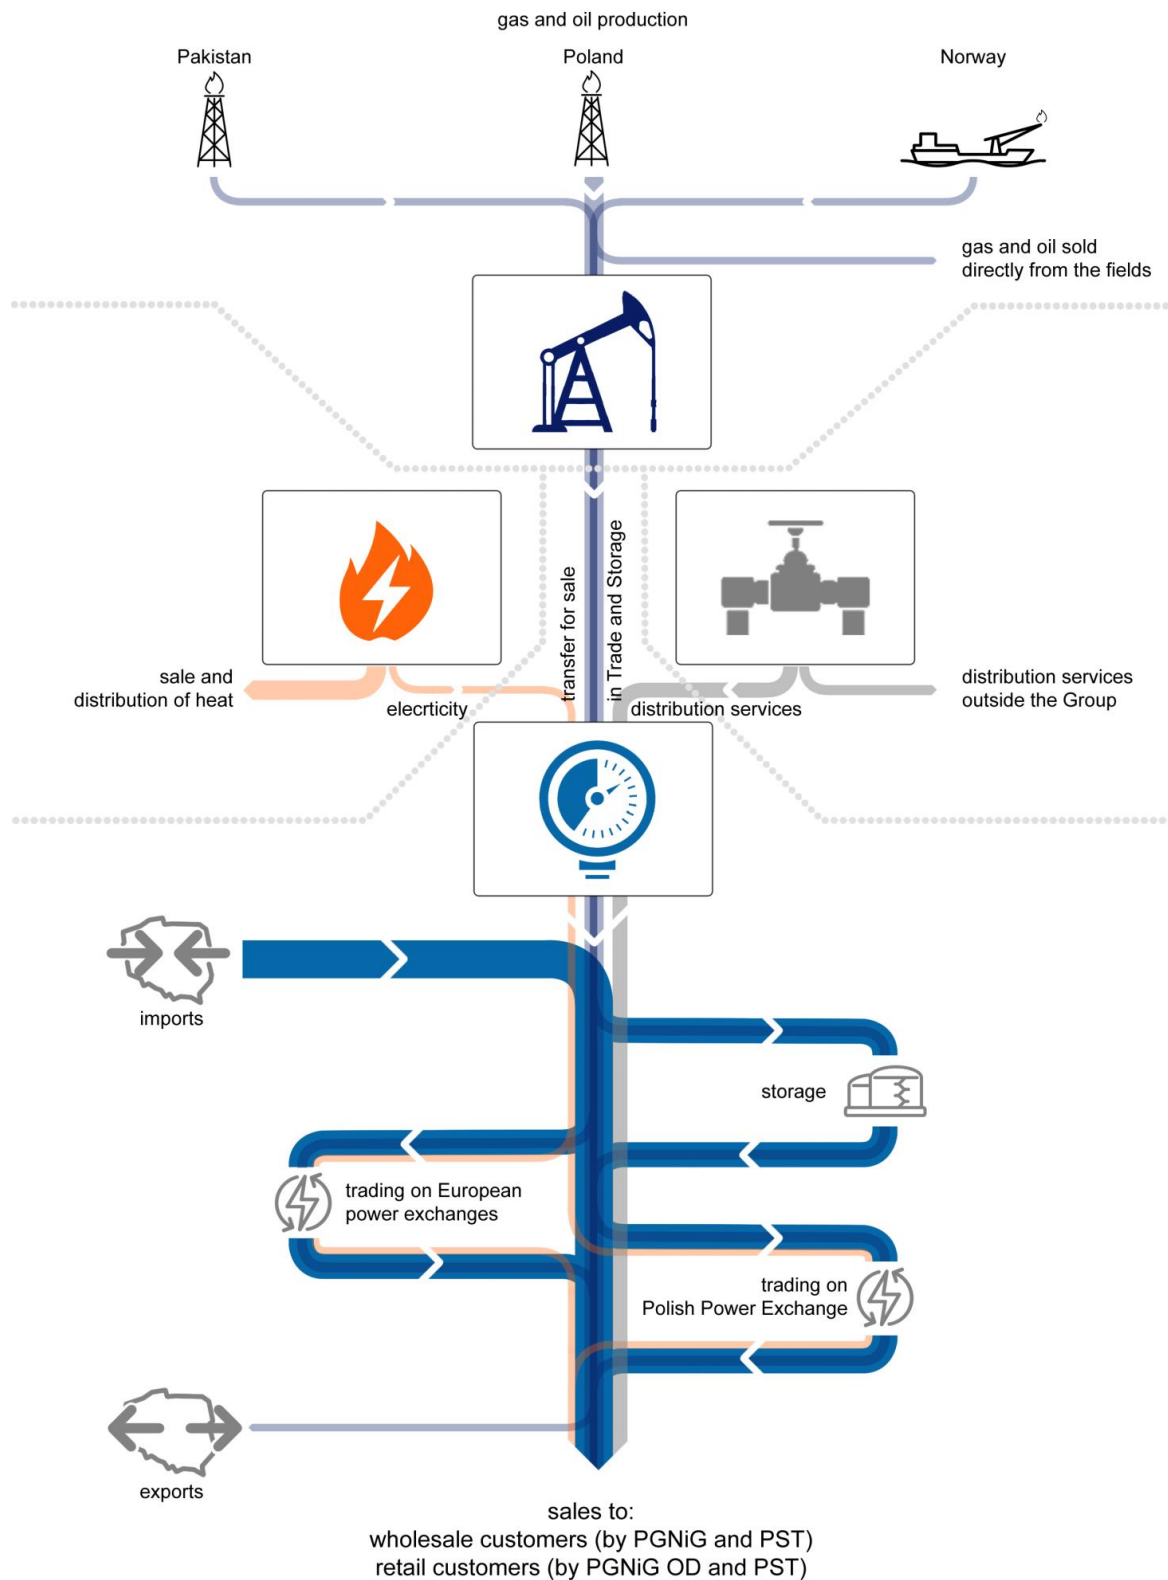 gas and oil production
Pakistan
Poland
Norway
gas and oil sold
directly from the fields
transfer for sale
in Trade and Storage
sale and
distribution of heat
elecrticity
distribution services
distribution services
outside the Group
imports
storage
trading on European
power exchanges
trading on
Polish Power Exchange
exports
sales to:
wholesale customers (by PGNiG and PST)
retail customers (by PGNiG OD and PST)